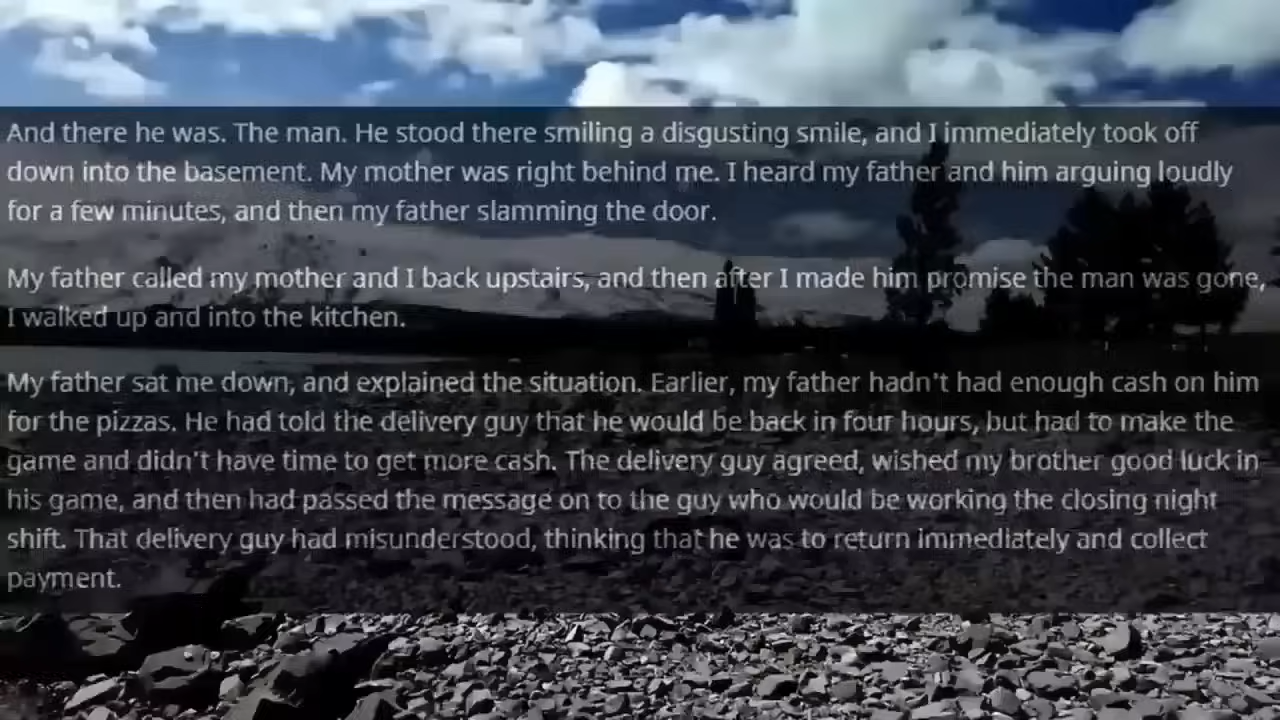 And there he was. The man. He stood there smiling a disgusting smile, and I immediately took off
down into the basement. My mother was right behind me. I heard my father and him arguing loudly
for a few minutes, and then my father slamming the door.
My father called my mother and I back upstairs, and then after I made him promise the man was gone,
I walked up and into the kitchen.
My father sat me down, and explained the situation. Earlier, my father hadn't had enough cash on him
for the pizzas. He had told the delivery guy that he would be back in four hours, but had to make the
game and didn't have time to get more cash. The delivery guy agreed, wished my brother good luck in
his game, and then had passed the message on to the guy who would be working the closing night
shift. That delivery guy had misunderstood, thinking that he was to return immediately and collect
payment.